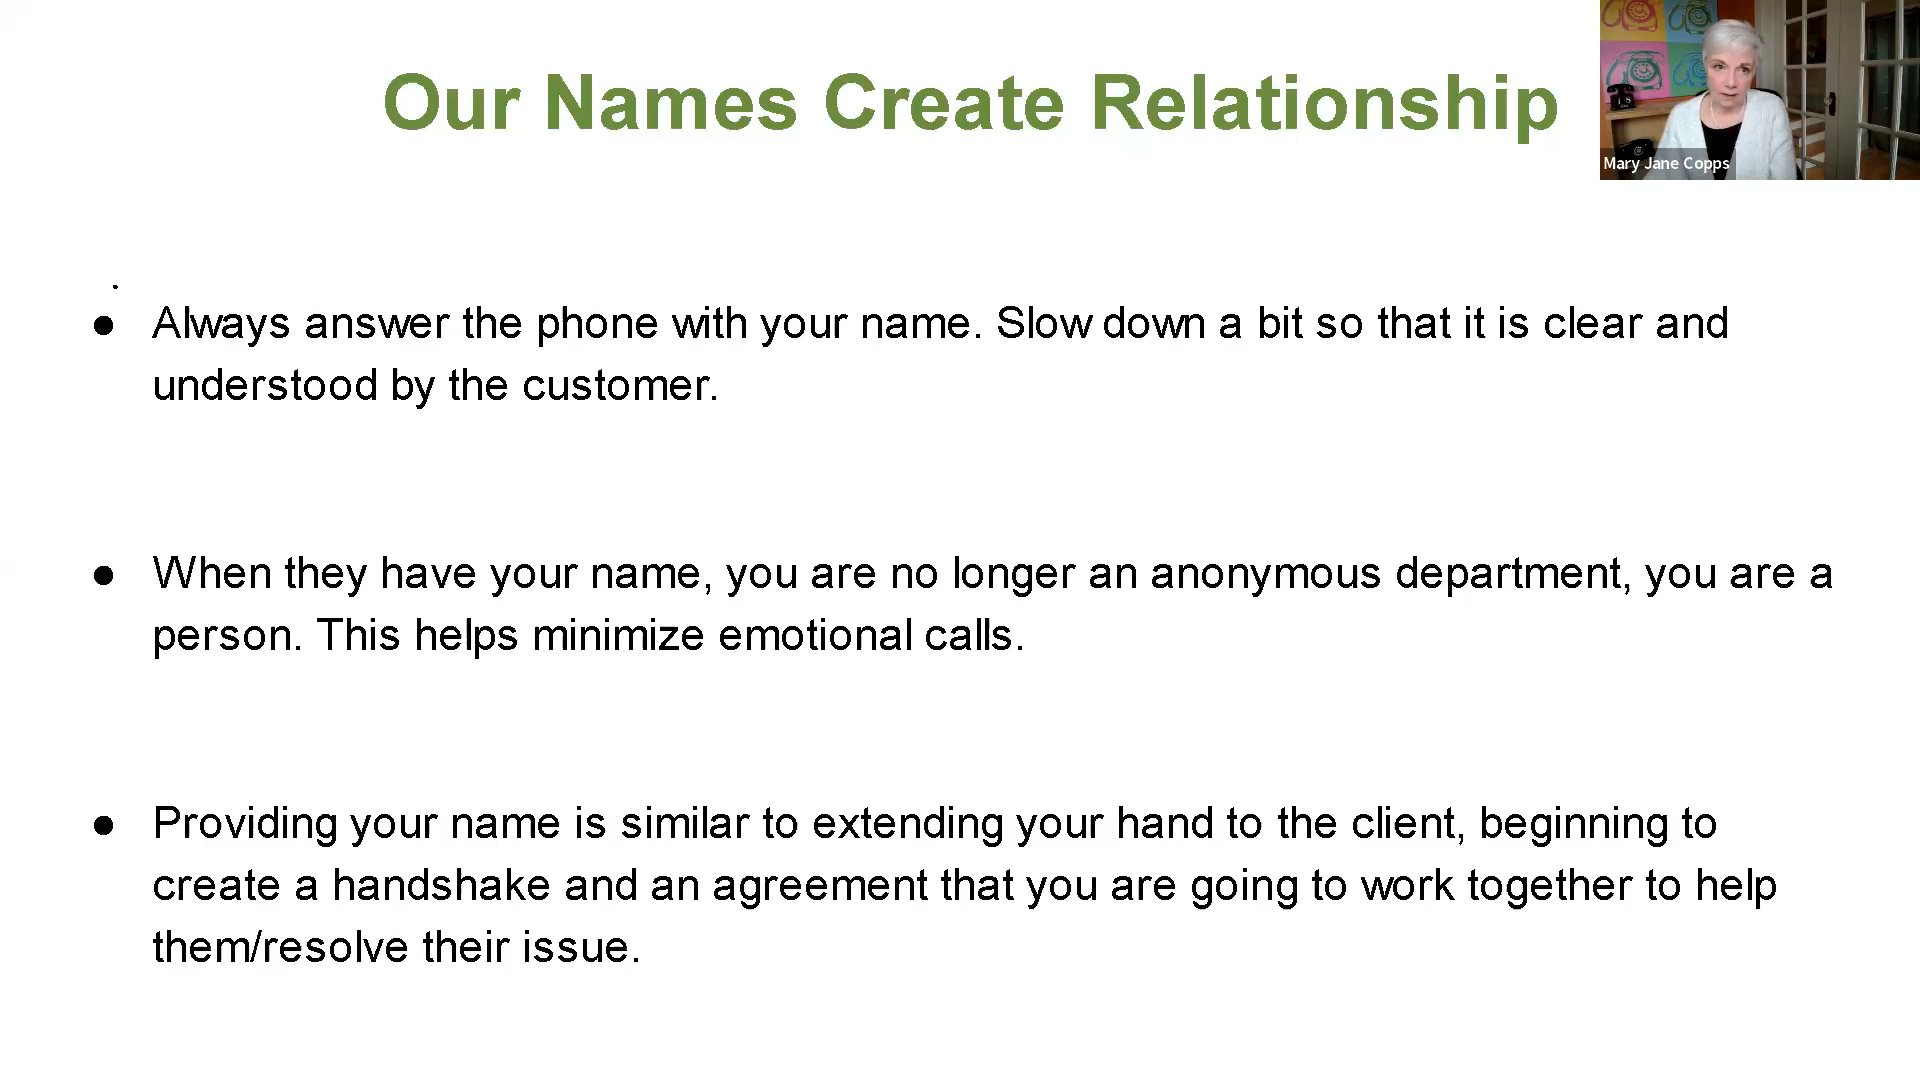 Our Names Create Relationship
Mary Jane Copps
.
● Always answer the phone with your name. Slow down a bit so that it is clear and
understood by the customer.
● When they have your name, you are no longer an anonymous department, you are a
person. This helps minimize emotional calls.
● Providing your name is similar to extending your hand to the client, beginning to
create a handshake and an agreement that you are going to work together to help
them/resolve their issue.